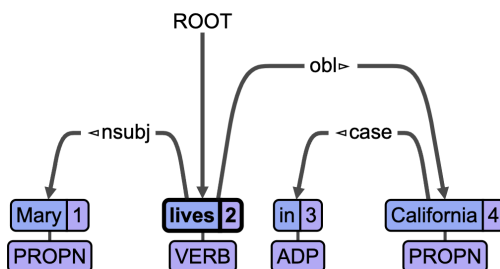 ROOT
obl▹
◃nsubj
◃case
Mary 1 lives 2 in 3 California 4
PROPN VERB ADP PROPN